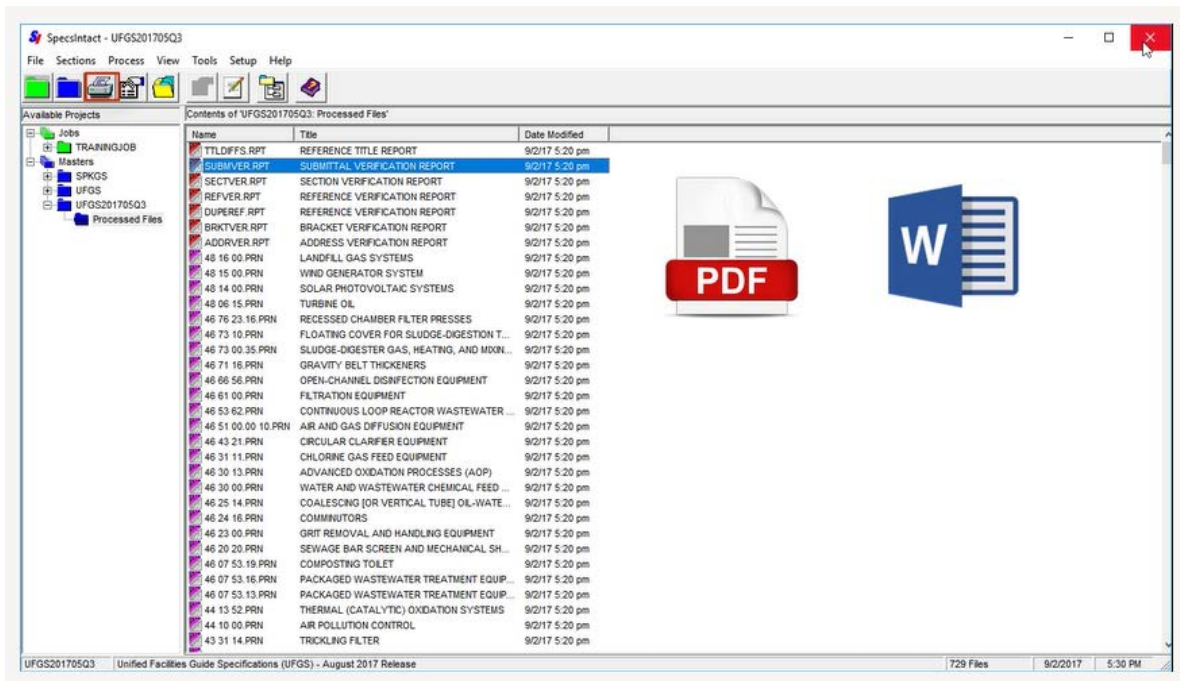 SpecsIntact - UFGS201705Q3
File Sections Process View Tools Setup Help
Available Projects
Contents of 'UFGS201705Q3: Processed Files'
Jobs
TRAININGJOB
Masters
SPKGS
UFGS
UFGS201705Q3
Processed Files
Name Title Date Modified
TTLDIFFS.RPT REFERENCE TITLE REPORT 9/2/17 5:20 pm
SUBMVER.RPT SUBMITTAL VERIFICATION REPORT 9/2/17 5:20 pm
SECTVER.RPT SECTION VERIFICATION REPORT 9/2/17 5:20 pm
REFVER.RPT REFERENCE VERIFICATION REPORT 9/2/17 5:20 pm
DUPEREF.RPT REFERENCE VERIFICATION REPORT 9/2/17 5:20 pm
BRKTVER.RPT BRACKET VERIFICATION REPORT 9/2/17 5:20 pm
ADDRVER.RPT ADDRESS VERIFICATION REPORT 9/2/17 5:20 pm
48 16 00.PRN LANDFILL GAS SYSTEMS 9/2/17 5:20 pm
48 15 00.PRN WIND GENERATOR SYSTEM 9/2/17 5:20 pm
48 14 00.PRN SOLAR PHOTOVOLTAIC SYSTEMS 9/2/17 5:20 pm
48 06 15.PRN TURBINE OIL 9/2/17 5:20 pm
46 76 23.16.PRN RECESSED CHAMBER FILTER PRESSES 9/2/17 5:20 pm
46 73 10.PRN FLOATING COVER FOR SLUDGE-DIGESTION T... 9/2/17 5:20 pm
46 73 00.35.PRN SLUDGE-DIGESTER GAS, HEATING, AND MIXIN... 9/2/17 5:20 pm
46 71 16.PRN GRAVITY BELT THICKENERS 9/2/17 5:20 pm
46 66 56.PRN OPEN-CHANNEL DISINFECTION EQUIPMENT 9/2/17 5:20 pm
46 61 00.PRN FILTRATION EQUIPMENT 9/2/17 5:20 pm
46 53 62.PRN CONTINUOUS LOOP REACTOR WASTEWATER ... 9/2/17 5:20 pm
46 51 00.00 10.PRN AIR AND GAS DIFFUSION EQUIPMENT 9/2/17 5:20 pm
46 43 21.PRN CIRCULAR CLARIFIER EQUIPMENT 9/2/17 5:20 pm
46 31 11.PRN CHLORINE GAS FEED EQUIPMENT 9/2/17 5:20 pm
46 30 13.PRN ADVANCED OXIDATION PROCESSES (AOP) 9/2/17 5:20 pm
46 30 00.PRN WATER AND WASTEWATER CHEMICAL FEED ... 9/2/17 5:20 pm
46 25 14.PRN COALESCING [OR VERTICAL TUBE] OIL-WATE... 9/2/17 5:20 pm
46 24 16.PRN COMMINUTORS 9/2/17 5:20 pm
46 23 00.PRN GRIT REMOVAL AND HANDLING EQUIPMENT 9/2/17 5:20 pm
46 20 20.PRN SEWAGE BAR SCREEN AND MECHANICAL SH... 9/2/17 5:20 pm
46 07 53.19.PRN COMPOSTING TOILET 9/2/17 5:20 pm
46 07 53.16.PRN PACKAGED WASTEWATER TREATMENT EQUIP... 9/2/17 5:20 pm
46 07 53.13.PRN PACKAGED WASTEWATER TREATMENT EQUIP... 9/2/17 5:20 pm
44 13 52.PRN THERMAL (CATALYTIC) OXIDATION SYSTEMS 9/2/17 5:20 pm
44 10 00.PRN AIR POLLUTION CONTROL 9/2/17 5:20 pm
43 31 14.PRN TRICKLING FILTER 9/2/17 5:20 pm
PDF
W
UFGS201705Q3 Unified Facilities Guide Specifications (UFGS) - August 2017 Release 729 Files 9/2/2017 5:30 PM